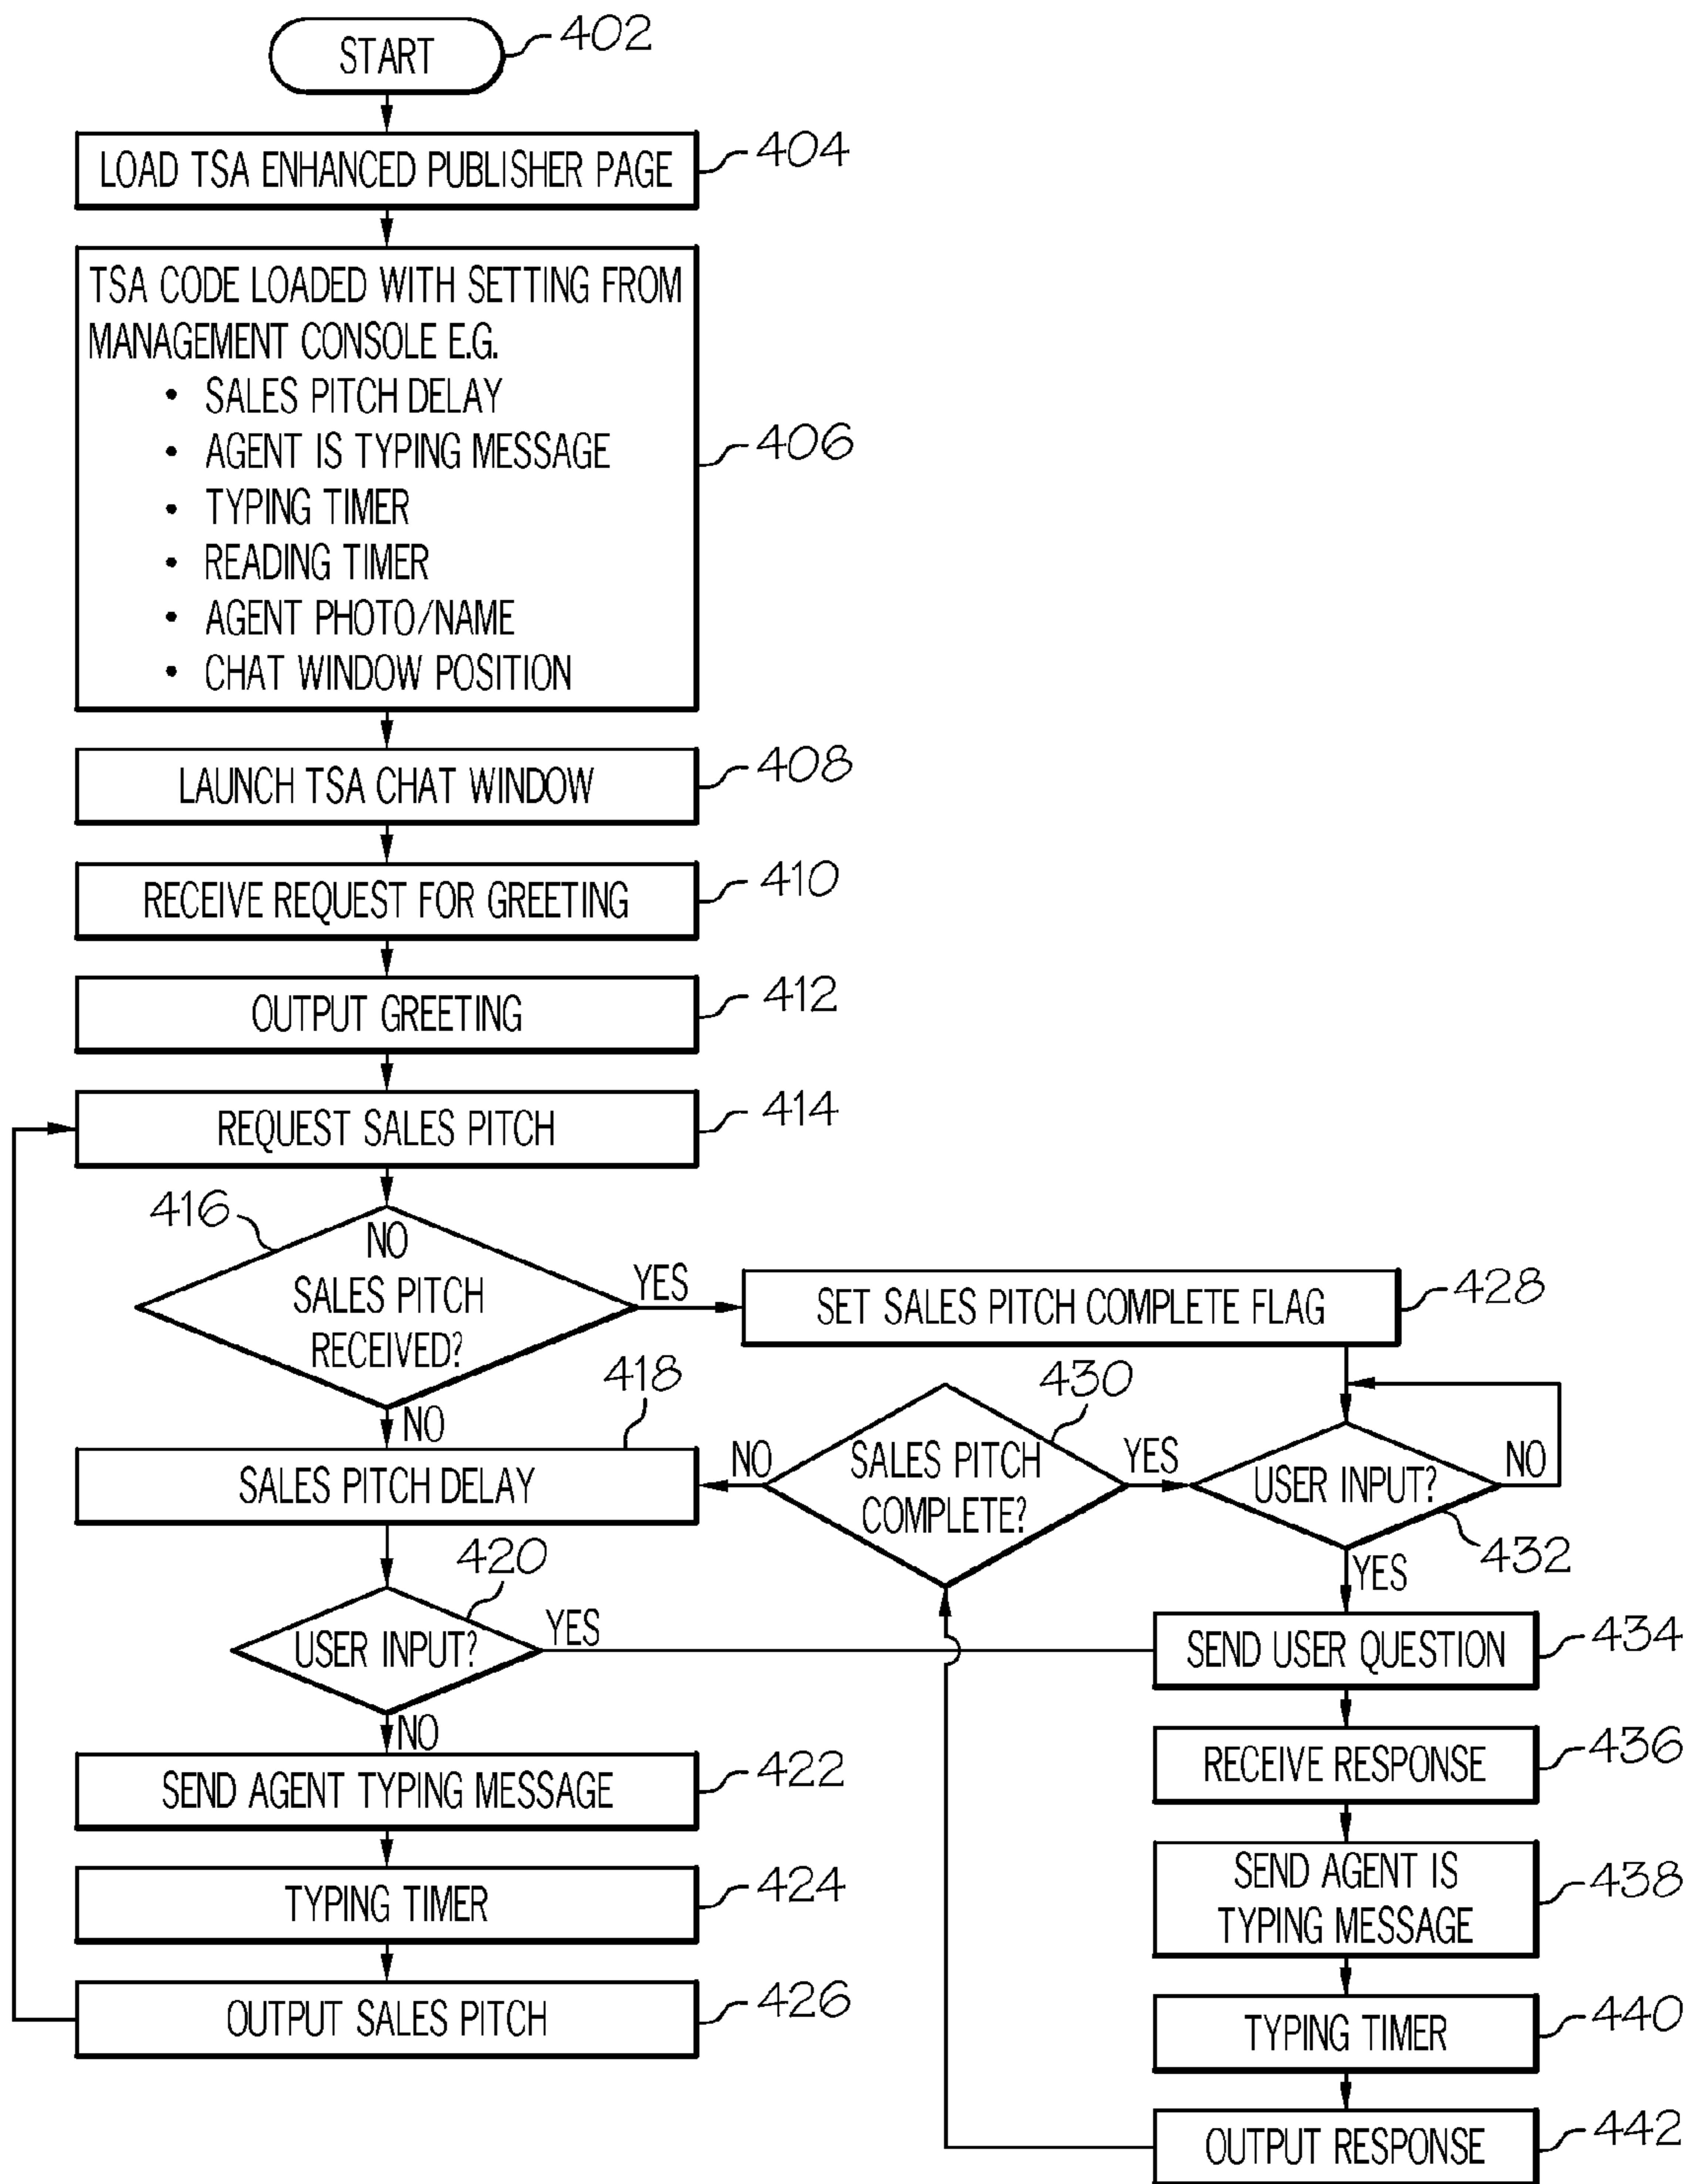 START
402
LOAD TSA ENHANCED PUBLISHER PAGE
404
TSA CODE LOADED WITH SETTING FROM
MANAGEMENT CONSOLE E.G.
• SALES PITCH DELAY
• AGENT IS TYPING MESSAGE
• TYPING TIMER
• READING TIMER
• AGENT PHOTO/NAME
• CHAT WINDOW POSITION
406
LAUNCH TSA CHAT WINDOW
408
RECEIVE REQUEST FOR GREETING
410
OUTPUT GREETING
412
REQUEST SALES PITCH
414
416
NO
SALES PITCH
RECEIVED?
YES
NO
SET SALES PITCH COMPLETE FLAG
428
418
SALES PITCH DELAY
430
NO
SALES PITCH
COMPLETE?
YES
USER INPUT?
NO
432
YES
420
USER INPUT?
YES
NO
SEND USER QUESTION
434
SEND AGENT TYPING MESSAGE
422
RECEIVE RESPONSE
436
TYPING TIMER
424
SEND AGENT IS
TYPING MESSAGE
438
OUTPUT SALES PITCH
426
TYPING TIMER
440
OUTPUT RESPONSE
442